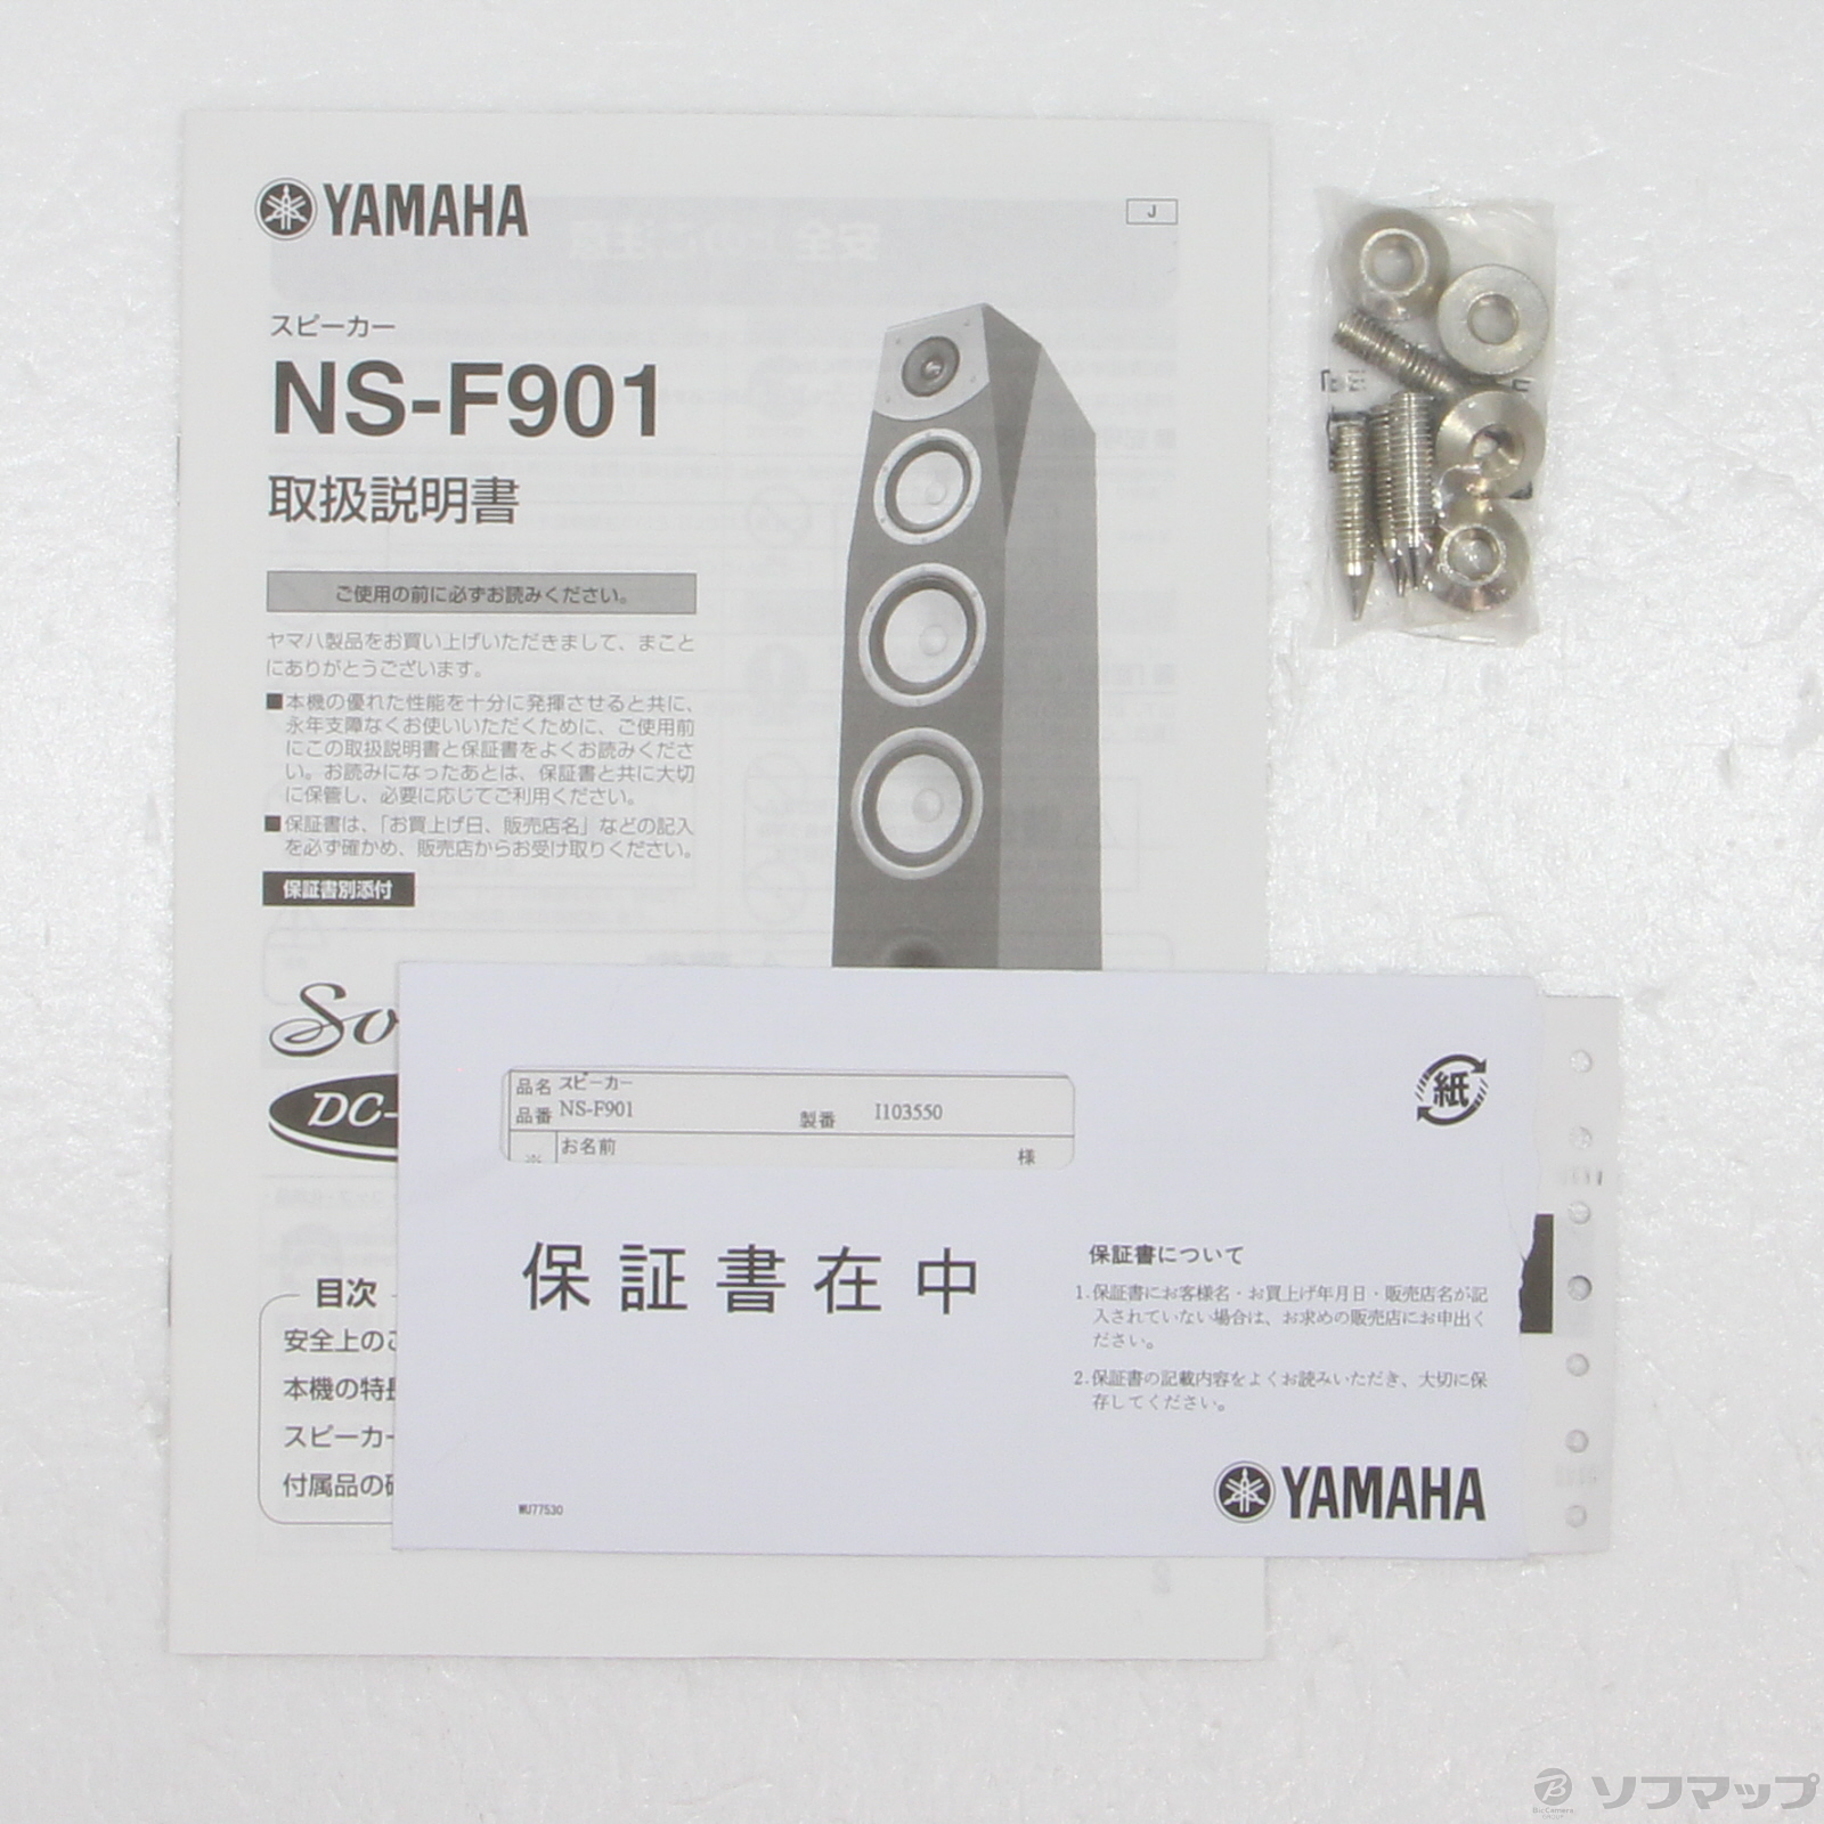 YAMAHA
J
スピーカー
NS-F901
取扱説明書
ご使用の前に必ずお読みください。
ヤマハ製品をお買い上げいただきまして、まこと
にありがとうございます。
■本機の優れた性能を十分に発揮させると共に、
永年支障なくお使いいただくために、ご使用前
にこの取扱説明書と保証書をよくお読みくださ
い。お読みになったあとは、保証書と共に大切
に保管し、必要に応じてご利用ください。
■保証書は、「お買上げ日、販売店名」などの記入
を必ず確かめ、販売店からお受け取りください。
保証書別添付
So
DC-
目次
安全上のご
本機の特長
スピーカー
付属品の確
品名 スピーカー
品番 NS-F901 製番 I103550
※ お名前 様
紙
保証書在中
保証書について
1.保証書にお客様名・お買上げ年月日・販売店名が記
入されていない場合は、お求めの販売店にお申出く
ださい。
2.保証書の記載内容をよくお読みいただき、大切に保
存してください。
WU77530
YAMAHA
B BicCamera GROUP ソフマップ